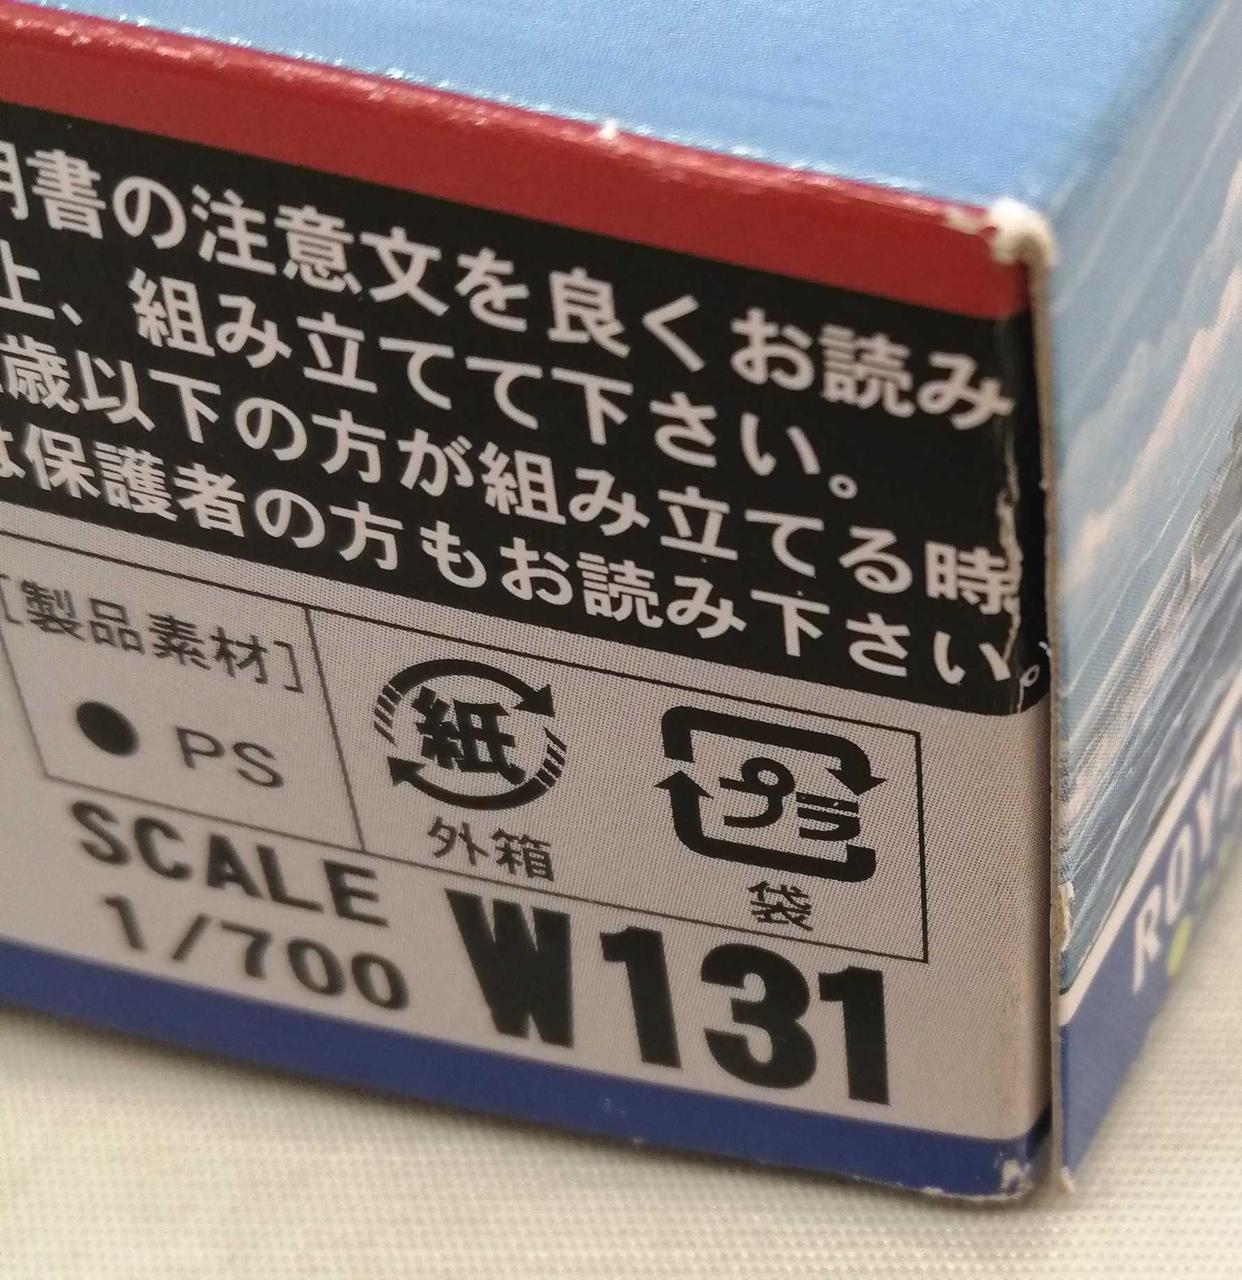 明書の注意文を良くお読み
上、組み立てて下さい。
歳以下の方が組み立てる時
は保護者の方もお読み下さい。
[製品素材]
● PS
紙
外箱
プラ
袋
SCALE
1/700
W131
ROYA